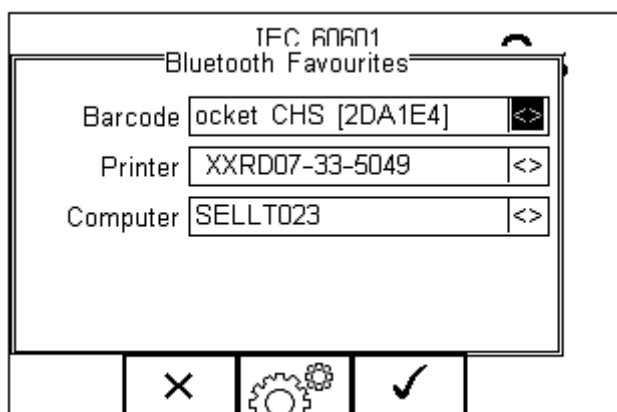 IEC 60601
Bluetooth Favourites
Barcode ocket CHS [2DA1E4] <>
Printer XXRD07-33-5049 <>
Computer SELLT023 <>